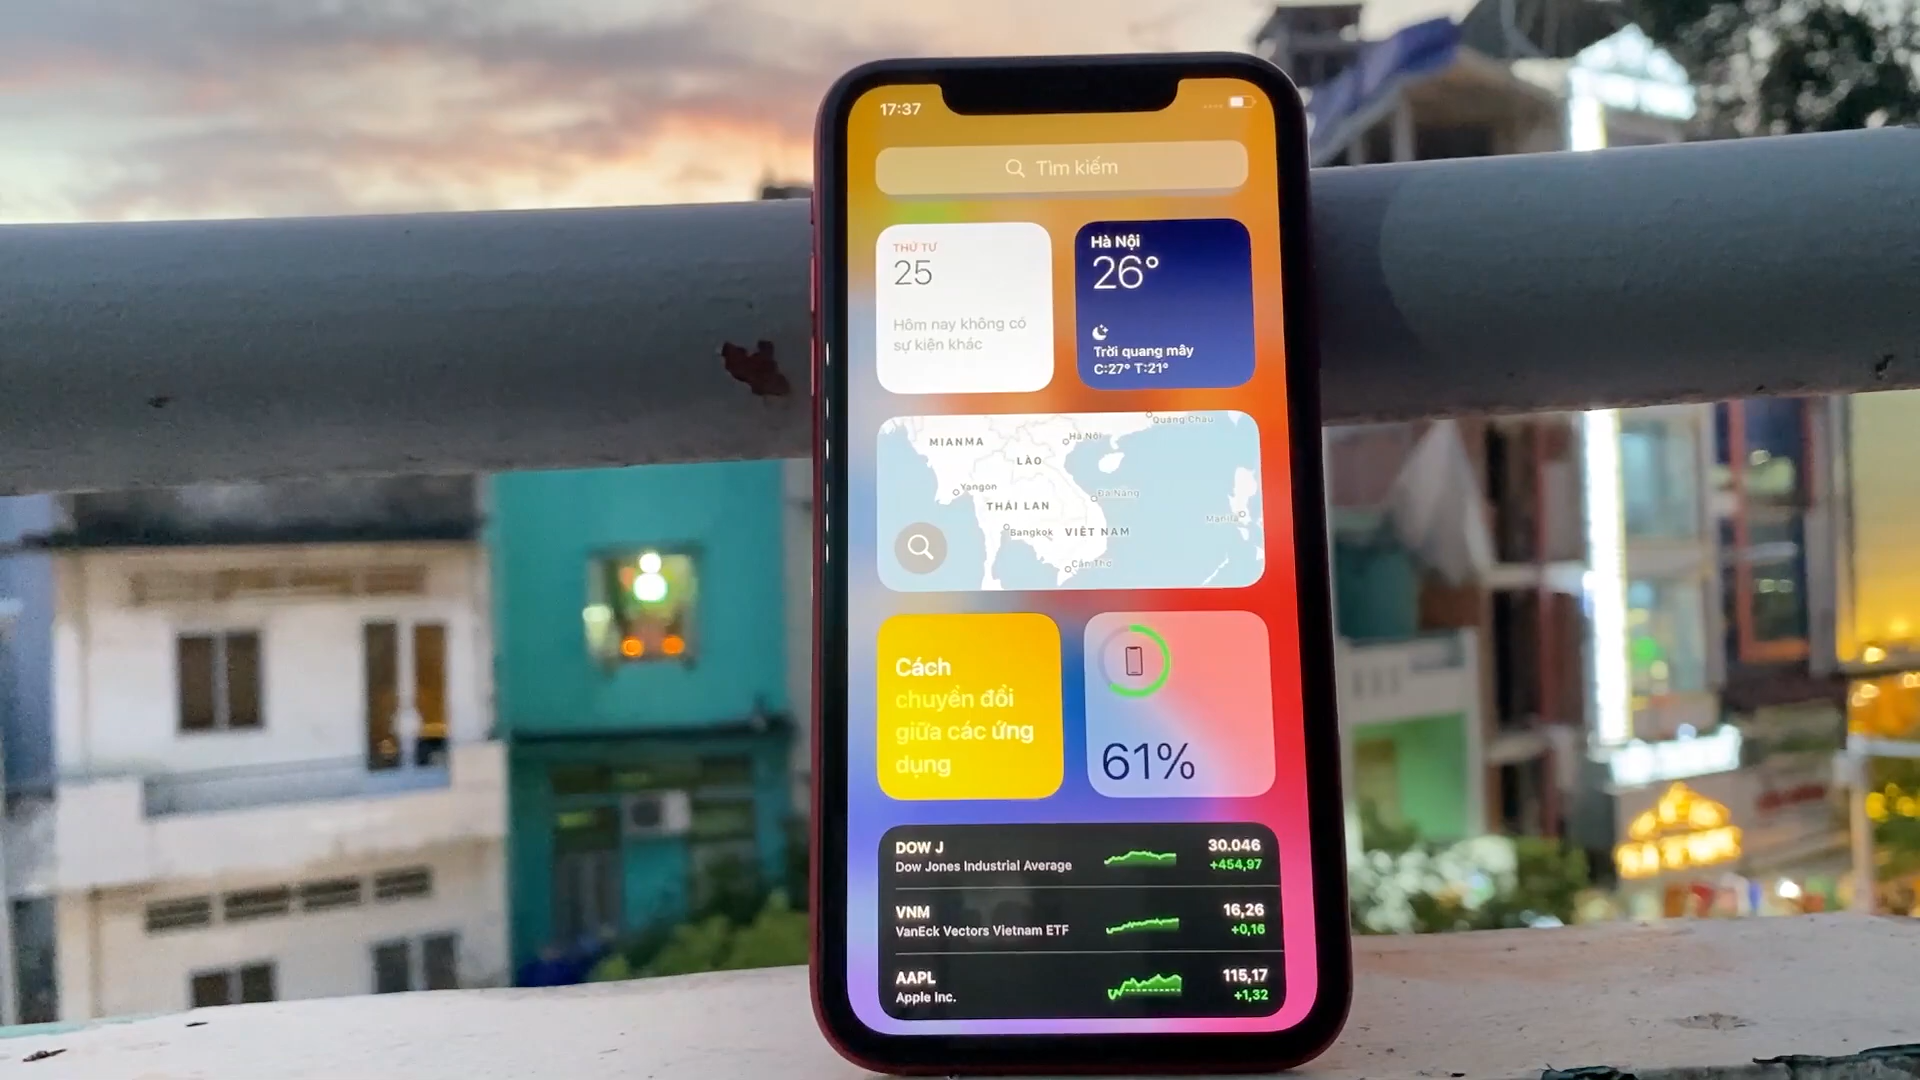 17:37
Tìm kiếm
THỨ TƯ
25
Hôm nay không có
sự kiện khác
Hà Nội
26°
Trời quang mây
C:27° T:21°
Quảng Châu
MIANMA
Hà Nội
LÀO
Yangon
Đà Nẵng
THÁI LAN
Manila
Bangkok
VIỆT NAM
Cần Thơ
Cách
chuyển đổi
giữa các ứng
dụng
61%
DOW J
30.046
Dow Jones Industrial Average
+454,97
VNM
16,26
VanEck Vectors Vietnam ETF
+0,16
AAPL
115,17
Apple Inc.
+1,32